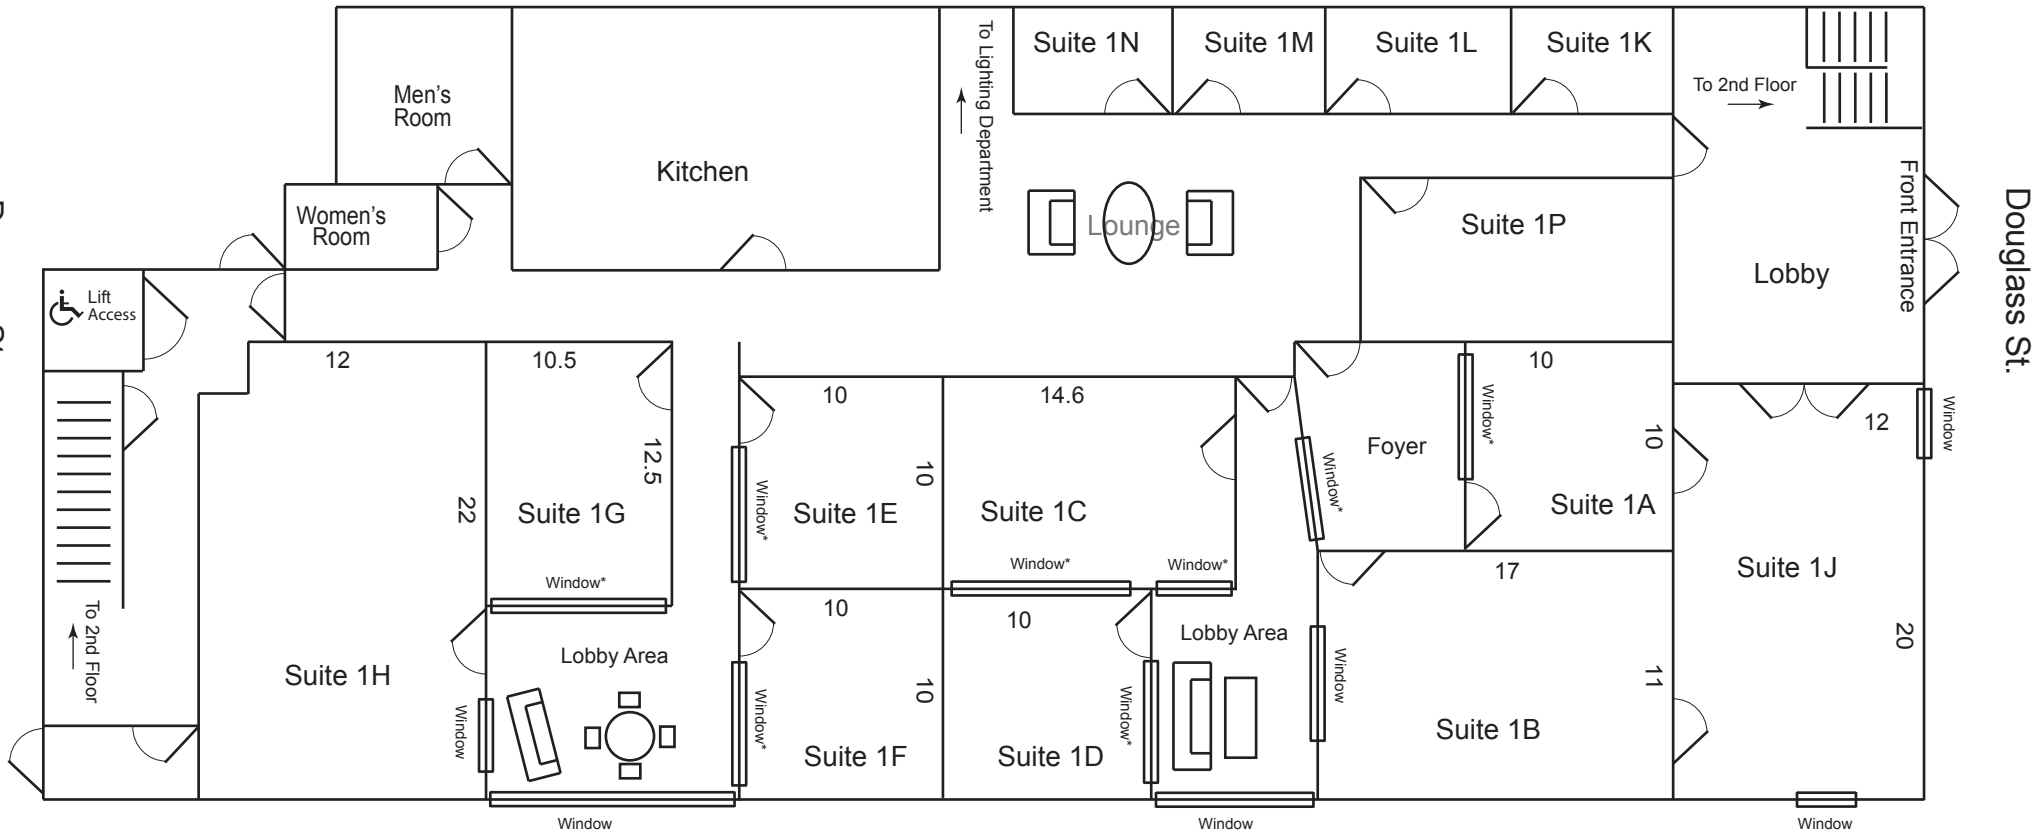 Suite 1N
Suite 1M
Suite 1L
Suite 1K
To Lighting Department
To 2nd Floor
Men's
Room
Kitchen
Women's
Room
Lounge
Suite 1P
Lobby
Front Entrance
Douglass St.
Lift
Access
12
10.5
10
14.6
10
12
Window
Window*
Window*
Foyer
10
12.5
10
22
Suite 1G
Window*
Suite 1E
Suite 1C
Suite 1A
Window*
Window*
Window*
Suite 1J
17
10
10
To 2nd Floor
Lobby Area
Lobby Area
20
Suite 1H
Window
Window*
10
Window*
Window
11
Suite 1F
Suite 1D
Suite 1B
Window
Window
Window